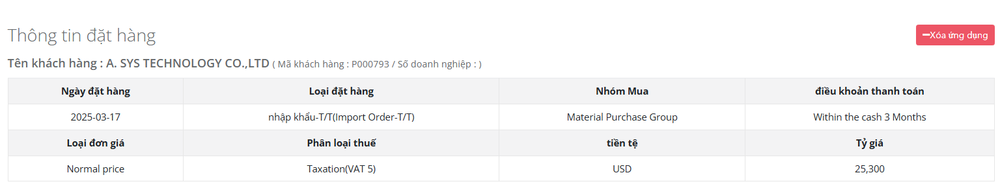 Thông tin đặt hàng
Xóa ứng dụng
Tên khách hàng : A. SYS TECHNOLOGY CO.,LTD ( Mã khách hàng : P000793 / Số doanh nghiệp : )
Ngày đặt hàng Loại đặt hàng Nhóm Mua điều khoản thanh toán
2025-03-17 nhập khẩu-T/T(Import Order-T/T) Material Purchase Group Within the cash 3 Months
Loại đơn giá Phân loại thuế tiền tệ Tỷ giá
Normal price Taxation(VAT 5) USD 25,300